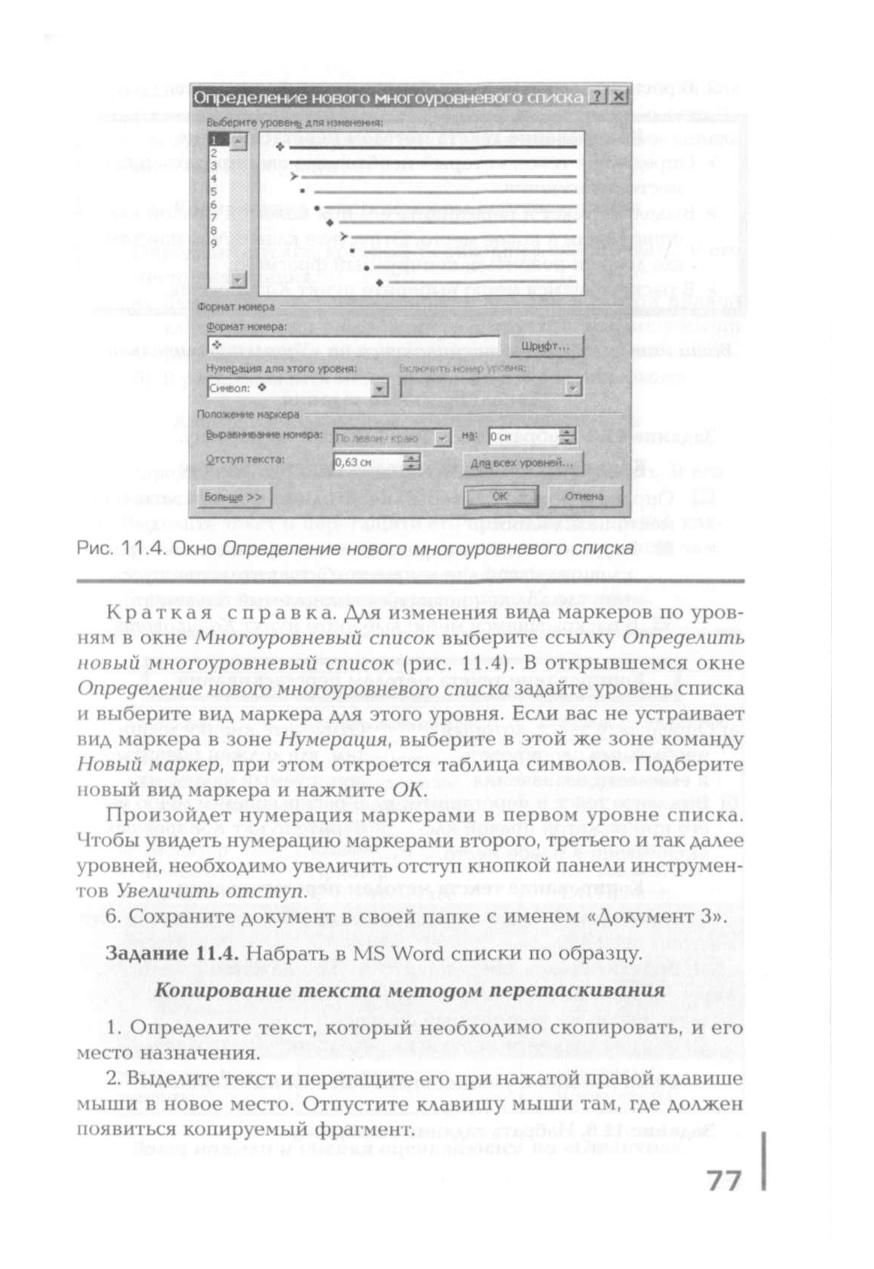 Определение нового многоуровневого списка
Выберите уровень для изменения:
1
2
3
4
5
6
7
8
9
Формат номера
Формат номера:
Шрифт...
Нумерация для этого уровня: Включить номер уровня:
Символ: ❖
Положение маркера
Выравнивание номера: По левому краю на: 0 см
Отступ текста: 0,63 см Для всех уровней...
Больше >> ОК Отмена
Рис. 11.4. Окно Определение нового многоуровневого списка
Краткая справка. Для изменения вида маркеров по уров-
ням в окне Многоуровневый список выберите ссылку Определить
новый многоуровневый список (рис. 11.4). В открывшемся окне
Определение нового многоуровневого списка задайте уровень списка
и выберите вид маркера для этого уровня. Если вас не устраивает
вид маркера в зоне Нумерация, выберите в этой же зоне команду
Новый маркер, при этом откроется таблица символов. Подберите
новый вид маркера и нажмите ОК.
Произойдет нумерация маркерами в первом уровне списка.
Чтобы увидеть нумерацию маркерами второго, третьего и так далее
уровней, необходимо увеличить отступ кнопкой панели инструмен-
тов Увеличить отступ.
6. Сохраните документ в своей папке с именем «Документ 3».
Задание 11.4. Набрать в MS Word списки по образцу.
Копирование текста методом перетаскивания
1. Определите текст, который необходимо скопировать, и его
место назначения.
2. Выделите текст и перетащите его при нажатой правой клавише
мыши в новое место. Отпустите клавишу мыши там, где должен
появиться копируемый фрагмент.
77